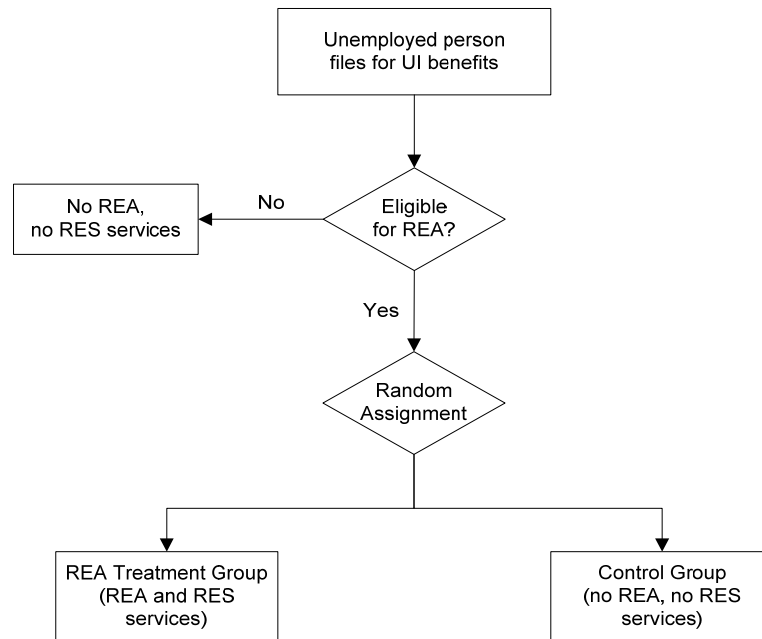 Unemployed person
files for UI benefits
No
No REA,
no RES services
Eligible
for REA?
Yes
Random
Assignment
REA Treatment Group
(REA and RES
services)
Control Group
(no REA, no RES
services)